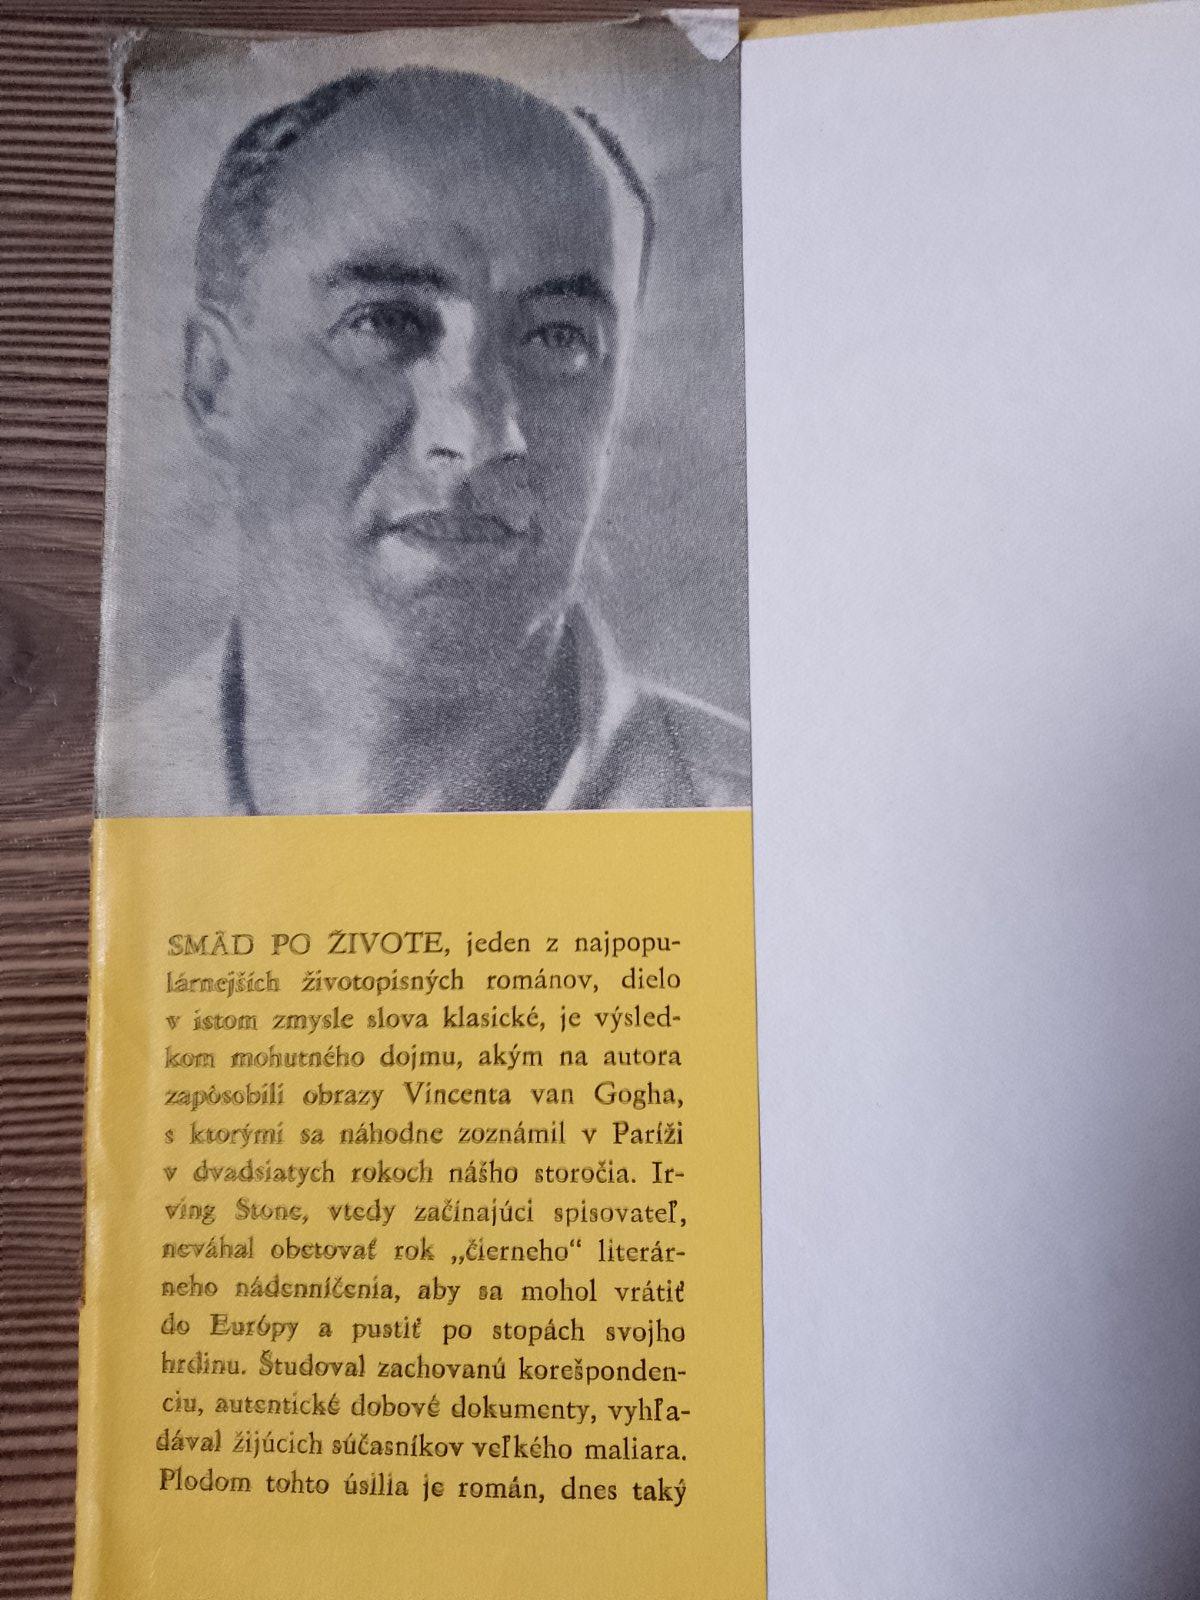 SMÄD PO ŽIVOTE, jeden z najpopu-
lárnejších životopisných románov, dielo
v istom zmysle slova klasické, je výsled-
kom mohutného dojmu, akým na autora
zapôsobili obrazy Vincenta van Gogha,
s ktorými sa náhodne zoznámil v Paríži
v dvadsiatych rokoch nášho storočia. Ir-
ving Stone, vtedy začínajúci spisovateľ,
neváhal obetovať rok „čierneho“ literár-
neho nádenníčenia, aby sa mohol vrátiť
do Európy a pustiť po stopách svojho
hrdinu. Študoval zachovanú korešponden-
ciu, autentické dobové dokumenty, vyhľa-
dával žijúcich súčasníkov veľkého maliara.
Plodom tohto úsilia je román, dnes taký